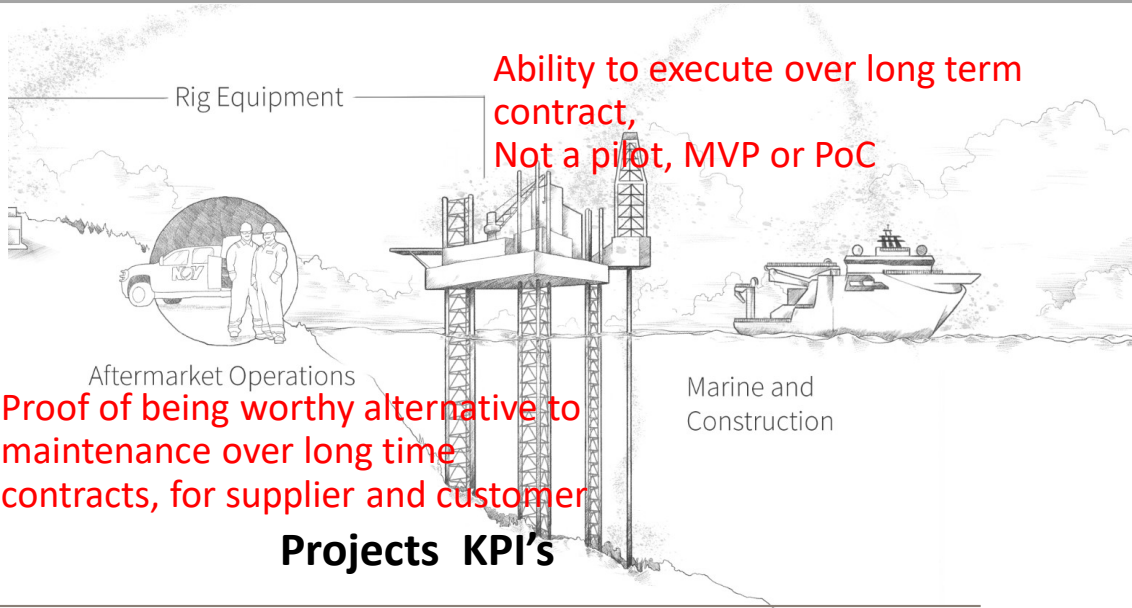 Rig Equipment
Ability to execute over long term
contract,
Not a pilot, MVP or PoC
NOV
Aftermarket Operations
Marine and
Construction
Proof of being worthy alternative to
maintenance over long time
contracts, for supplier and customer
Projects  KPI’s